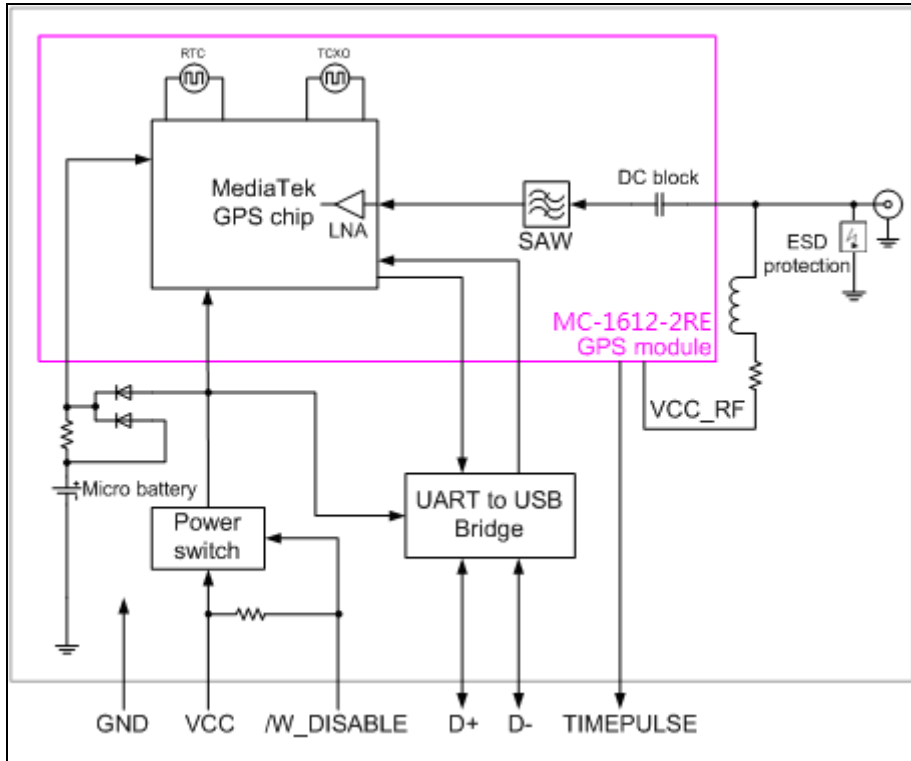 RTC
TCXO
MediaTek
GPS chip
LNA
SAW
DC block
ESD
protection
MC-1612-2RE
GPS module
VCC_RF
Micro battery
Power
switch
UART to USB
Bridge
GND
VCC
/W_DISABLE
D+
D-
TIMEPULSE